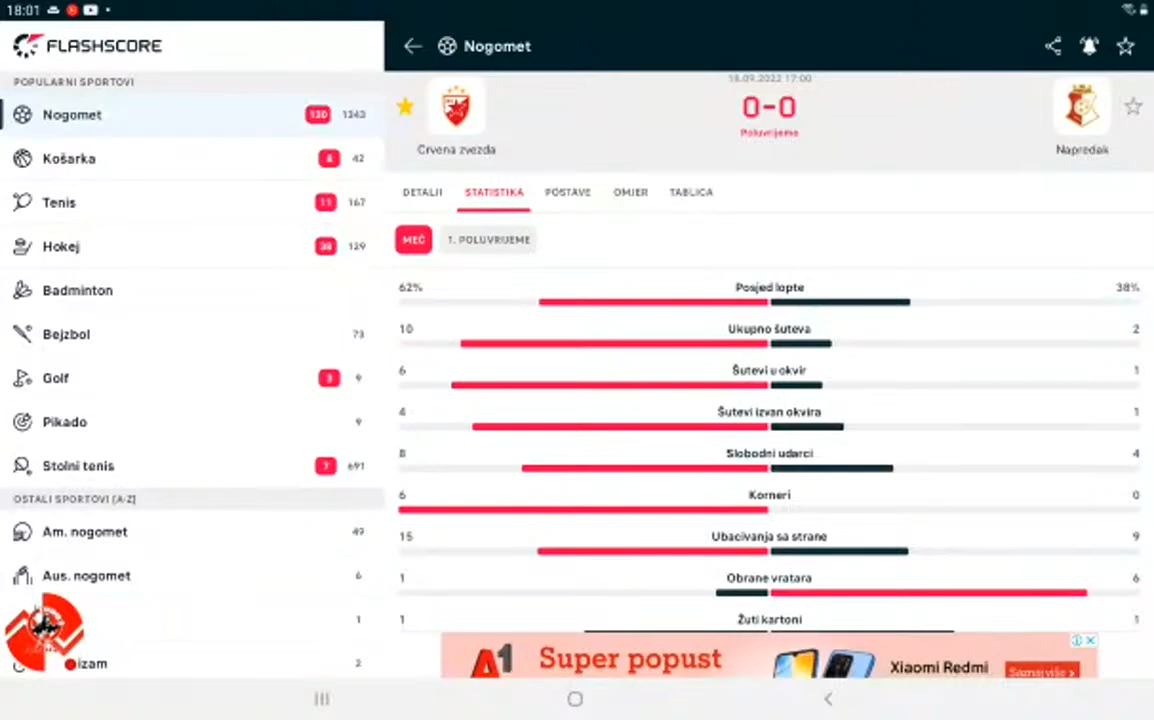 18:01
FLASHSCORE
Nogomet
POPULARNI SPORTOVI
Nogomet 130 1343
Košarka 8 42
Tenis 11 167
Hokej 38 129
Badminton
Bejzbol 73
Golf 3 9
Pikado 9
Stolni tenis 7 691
OSTALI SPORTOVI [A-Z]
Am. nogomet 49
Aus. nogomet 6
1
izam 2
18.09.2022 17:00
0-0
Poluvrijeme
Crvena zvezda
Napredak
DETALJI STATISTIKA POSTAVE OMJER TABLICA
MEČ 1. POLUVRIJEME
62% Posjed lopte 38%
10 Ukupno šuteva 2
6 Šutevi u okvir 1
4 Šutevi izvan okvira 1
8 Slobodni udarci 4
6 Korneri 0
15 Ubacivanja sa strane 9
1 Obrane vratara 6
1 Žuti kartoni 1
A1 Super popust Xiaomi Redmi Saznaj više >